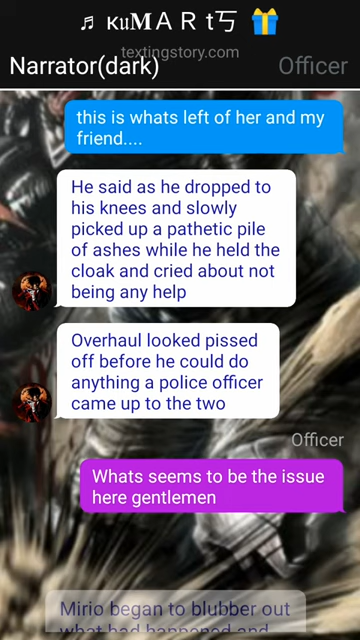 ♬ ĸuMAR t丂 🎁
textingstory.com
Narrator(dark) Officer
this is whats left of her and my
friend....
He said as he dropped to
his knees and slowly
picked up a pathetic pile
of ashes while he held the
cloak and cried about not
being any help
Overhaul looked pissed
off before he could do
anything a police officer
came up to the two
Officer
Whats seems to be the issue
here gentlemen
Mirio began to blubber out
what had happened and